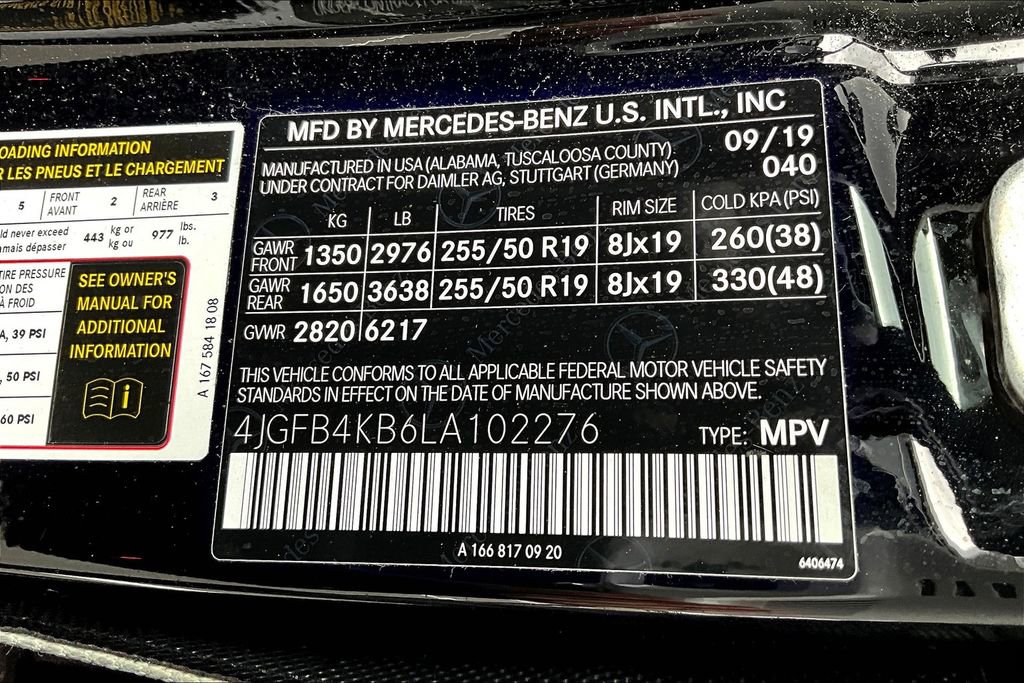 OADING INFORMATION
R LES PNEUS ET LE CHARGEMENT
5 FRONT AVANT 2 REAR ARRIÈRE 3
ld never exceed 443 kg or 977 lbs.
amais dépasser kg ou lb.
TIRE PRESSURE
ON DES
À FROID
A, 39 PSI
, 50 PSI
60 PSI
SEE OWNER'S
MANUAL FOR
ADDITIONAL
INFORMATION
i
A 167 584 18 08
MFD BY MERCEDES-BENZ U.S. INTL., INC
MANUFACTURED IN USA (ALABAMA, TUSCALOOSA COUNTY) 09/19
UNDER CONTRACT FOR DAIMLER AG, STUTTGART (GERMANY) 040
KG LB TIRES RIM SIZE COLD KPA (PSI)
GAWR FRONT 1350 2976 255/50 R19 8Jx19 260(38)
GAWR REAR 1650 3638 255/50 R19 8Jx19 330(48)
GVWR 2820 6217
THIS VEHICLE CONFORMS TO ALL APPLICABLE FEDERAL MOTOR VEHICLE SAFETY
STANDARDS IN EFFECT ON THE DATE OF MANUFACTURE SHOWN ABOVE.
4JGFB4KB6LA102276 TYPE: MPV
A 166 817 09 20
6406474